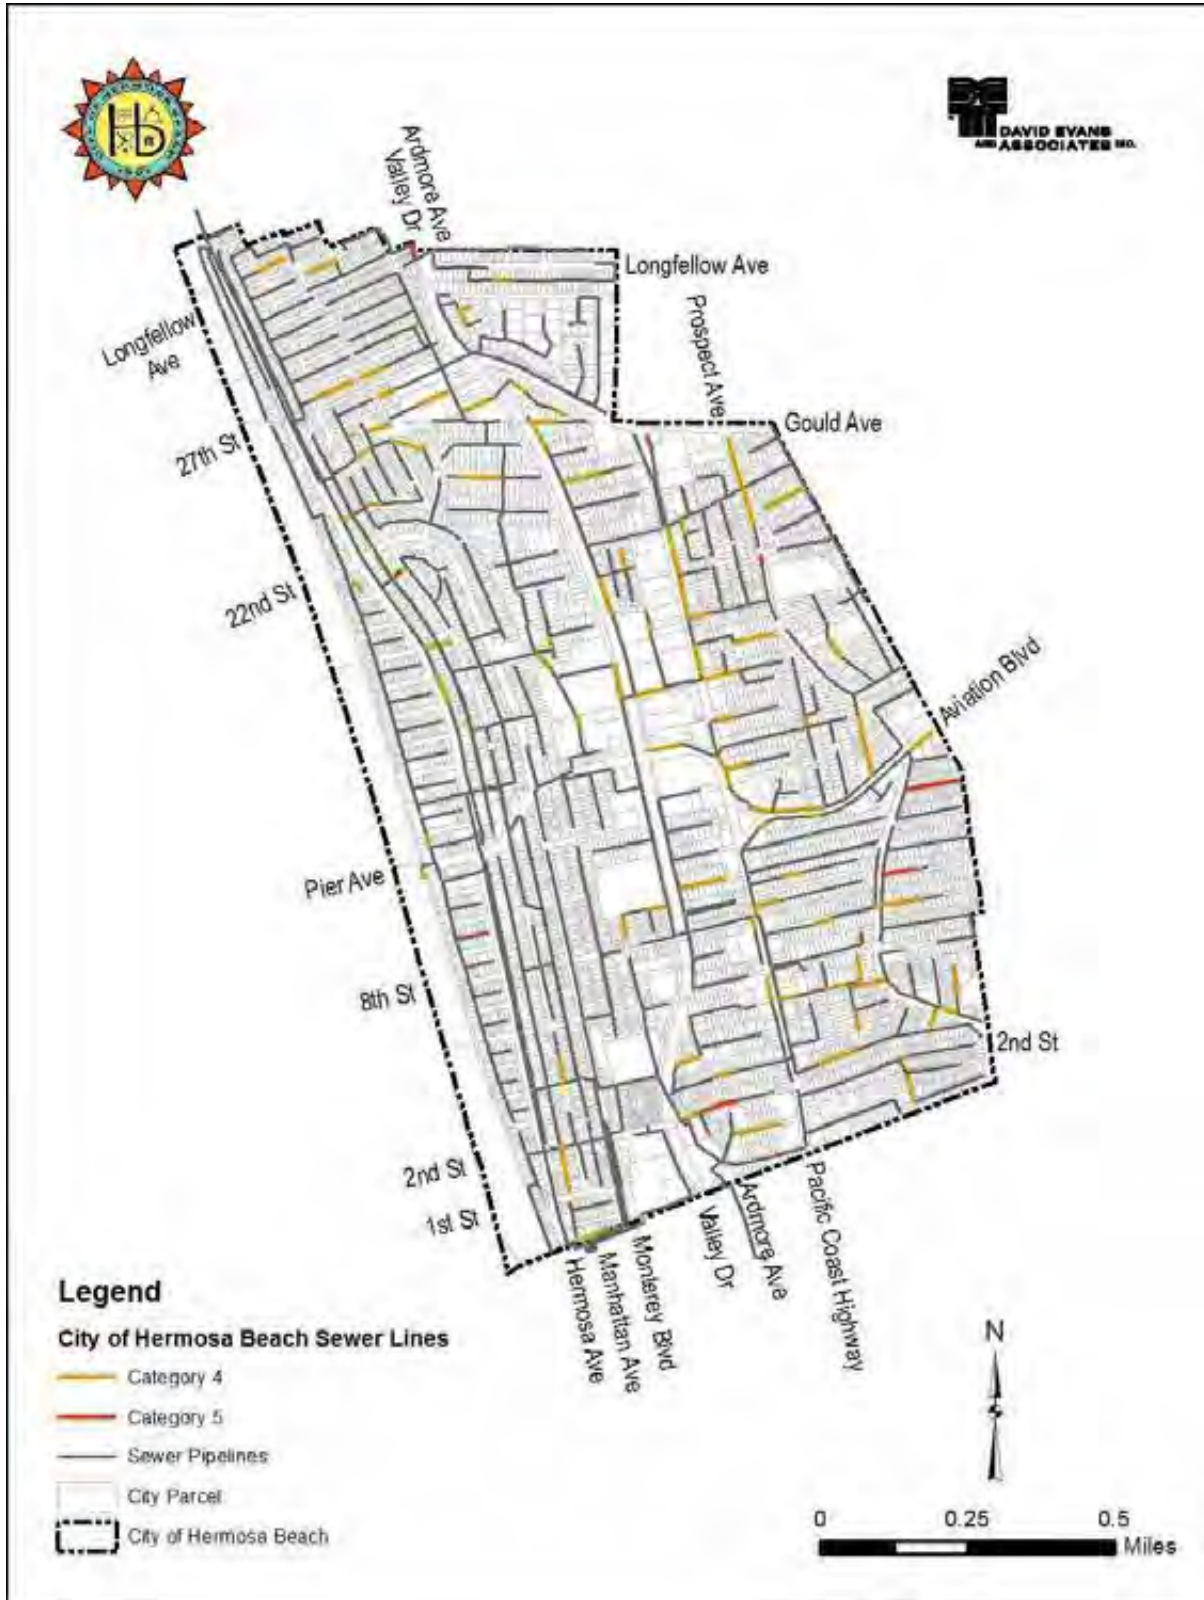 Hb
DAVID EVANS
AND ASSOCIATES INC.
Ardmore Ave
Valley Dr
Longfellow Ave
Prospect Ave
Longfellow
Ave
Gould Ave
27th St
22nd St
Aviation Blvd
Pier Ave
8th St
2nd St
2nd St
1st St
Hermosa Ave
Manhattan Ave
Monterey Blvd
Valley Dr
Ardmore Ave
Pacific Coast Highway
Legend
City of Hermosa Beach Sewer Lines
Category 4
Category 5
Sewer Pipelines
City Parcel
City of Hermosa Beach
N
0 0.25 0.5
Miles